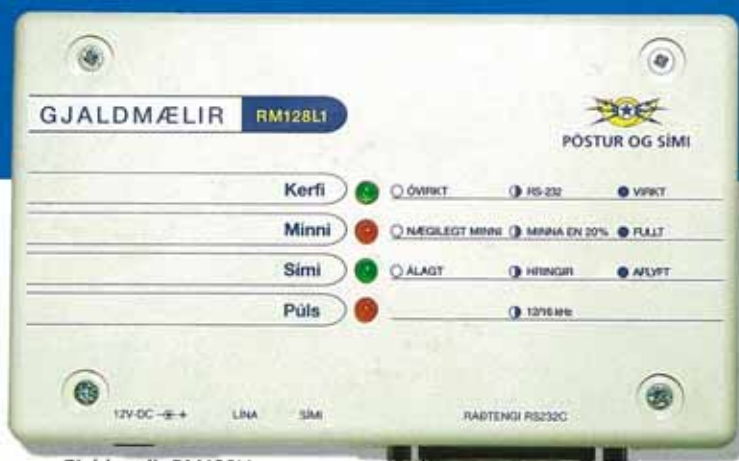 GJALDMÆLIR RM128L1
PÓSTUR OG SÍMI
Kerfi ÓVIRKT RS-232 VIRKT
Minni NÆGILEGT MINNI MINNA EN 20% FULLT
Sími ÁLAGT HRINGIR AFLYFT
Púls 12/16 kHz
12V-DC - + LÍNA SÍMI RAÐTENGI RS232C